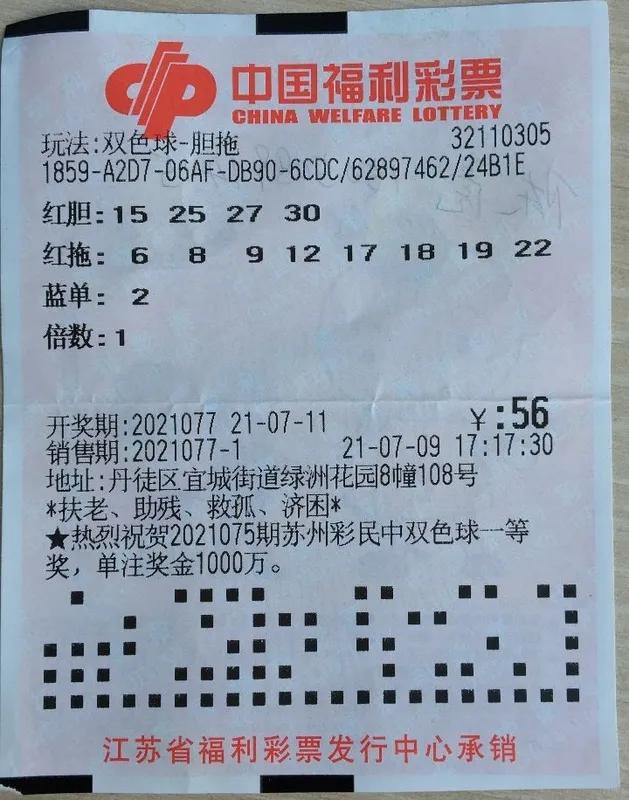 中国福利彩票
CHINA WELFARE LOTTERY
玩法:双色球-胆拖 32110305
1859-A2D7-06AF-DB90-6CDC/62897462/24B1E
红胆: 15 25 27 30
红拖: 6 8 9 12 17 18 19 22
蓝单: 2
倍数: 1
开奖期:2021077 21-07-11 ￥:56
销售期:2021077-1 21-07-09 17:17:30
地址:丹徒区宜城街道绿洲花园8幢108号
*扶老、助残、救孤、济困*
★热烈祝贺2021075期苏州彩民中双色球一等
奖，单注奖金1000万。
江苏省福利彩票发行中心承销